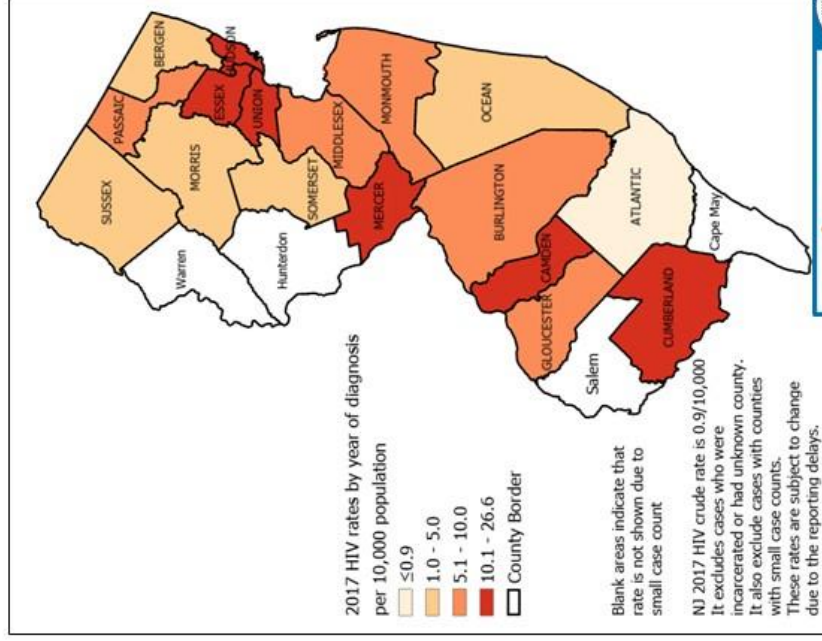 SUSSEX
PASSAIC
BERGEN
Warren
MORRIS
ESSEX
HUDSON
UNION
Hunterdon
SOMERSET
MIDDLESEX
MERCER
MONMOUTH
OCEAN
BURLINGTON
CAMDEN
GLOUCESTER
Salem
ATLANTIC
CUMBERLAND
Cape May
2017 HIV rates by year of diagnosis
per 10,000 population
≤0.9
1.0 - 5.0
5.1 - 10.0
10.1 - 26.6
County Border
Blank areas indicate that
rate is not shown due to
small case count
NJ 2017 HIV crude rate is 0.9/10,000
It excludes cases who were
incarcerated or had unknown county.
It also exclude cases with counties
with small case counts.
These rates are subject to change
due to the reporting delays.